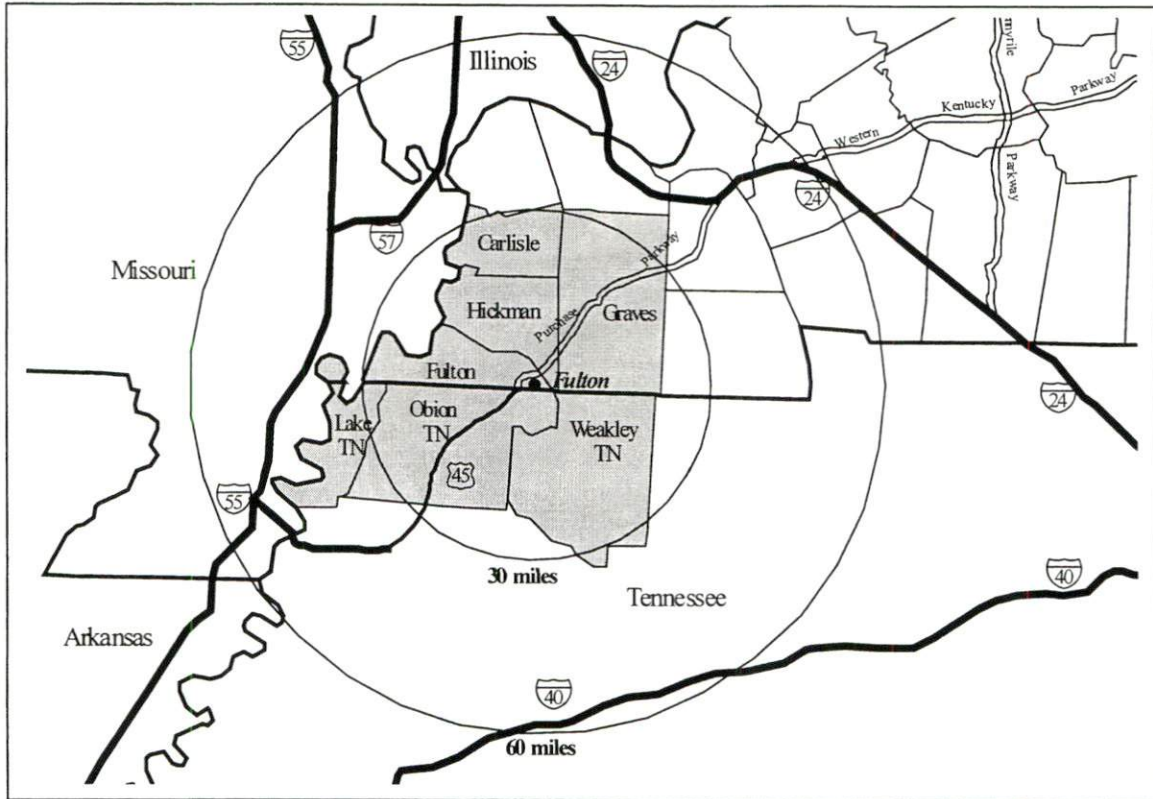 55
Illinois
24
nnyrile
Parkway
Kentucky
Western
Parkway
24
57
Carlisle
Parkway
Missouri
Hickman
Graves
Purchase
Fulton
Fulton
24
Lake
TN
Obion
TN
Weakley
TN
45
55
30 miles
40
Tennessee
Arkansas
40
60 miles